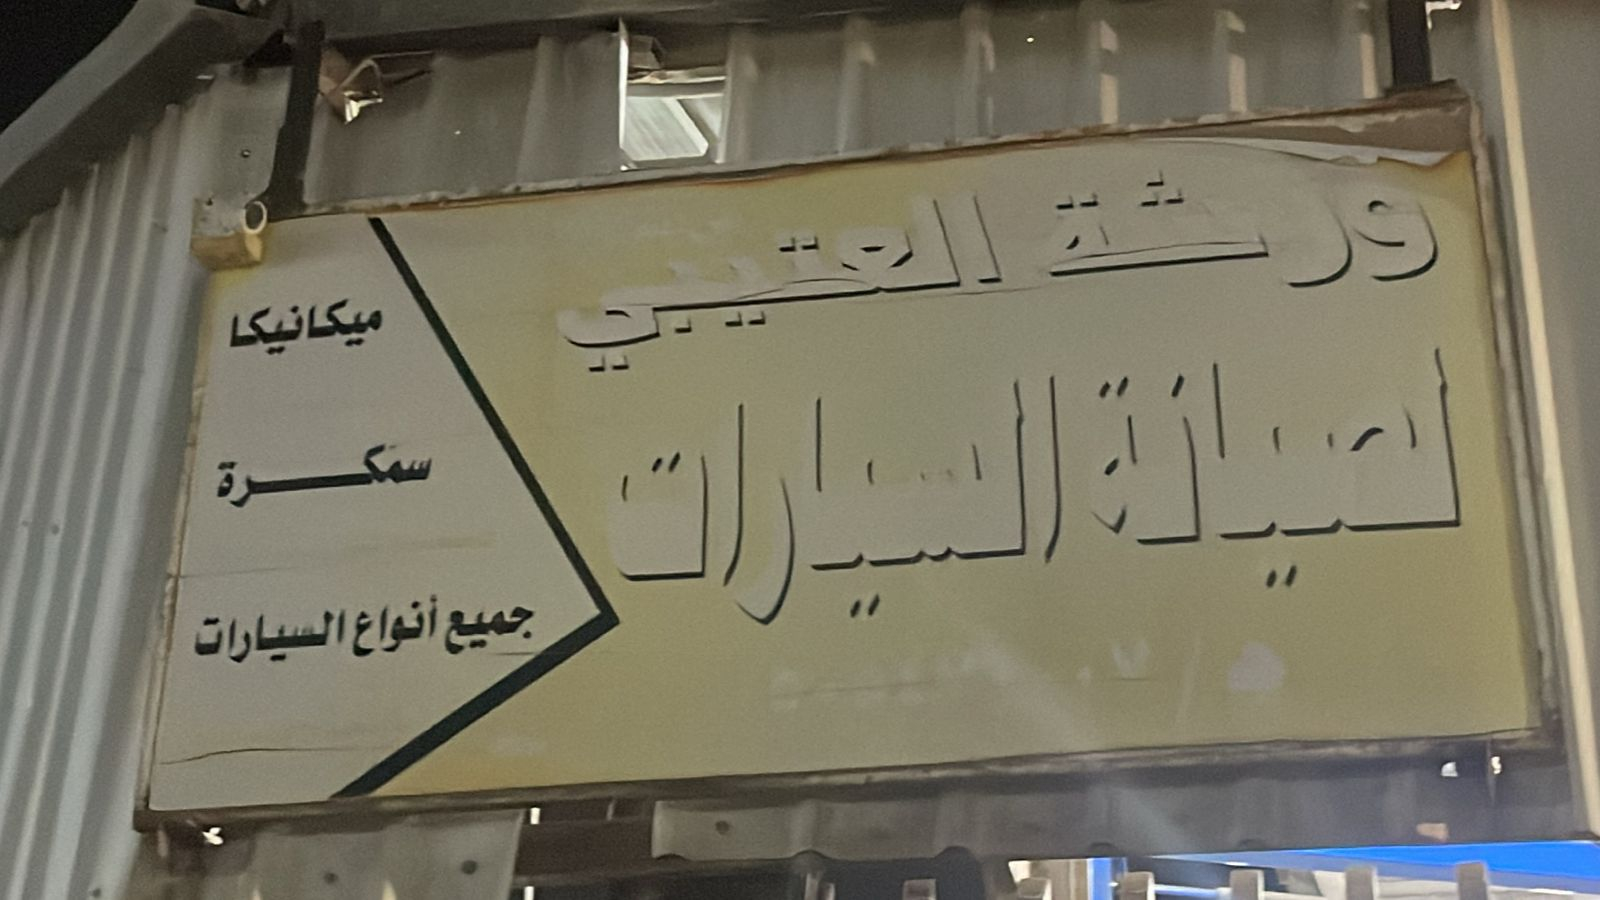 ورشة العتيبي
لصيانة السيارات
ميكانيكا
سمكرة
جميع أنواع السيارات